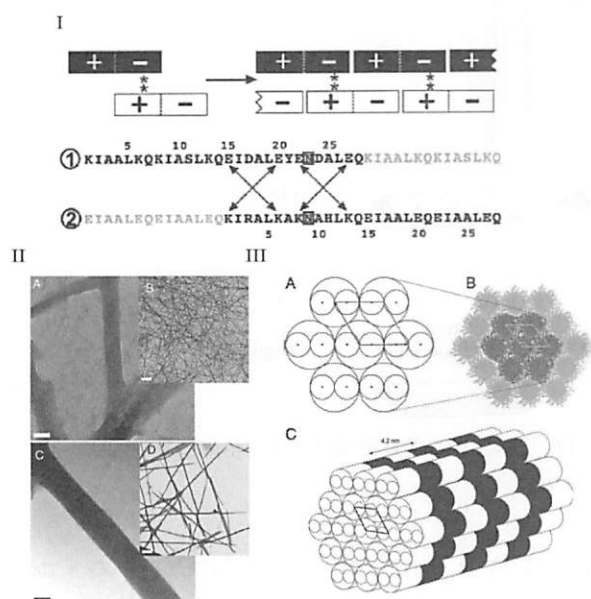 I
+ - + - + - +
+ - - + - + -
5 10 15 20 25
① KIAALKQKIASLKQEIDALEYENDALEQKIAALKQKIASLKQ
② EIAALEQEIAALEQKIRALKAKNAHLKQEIAALEQEIAALEQ
5 10 15 20 25
II
A
B
C
D
III
A
B
C
4.2 nm